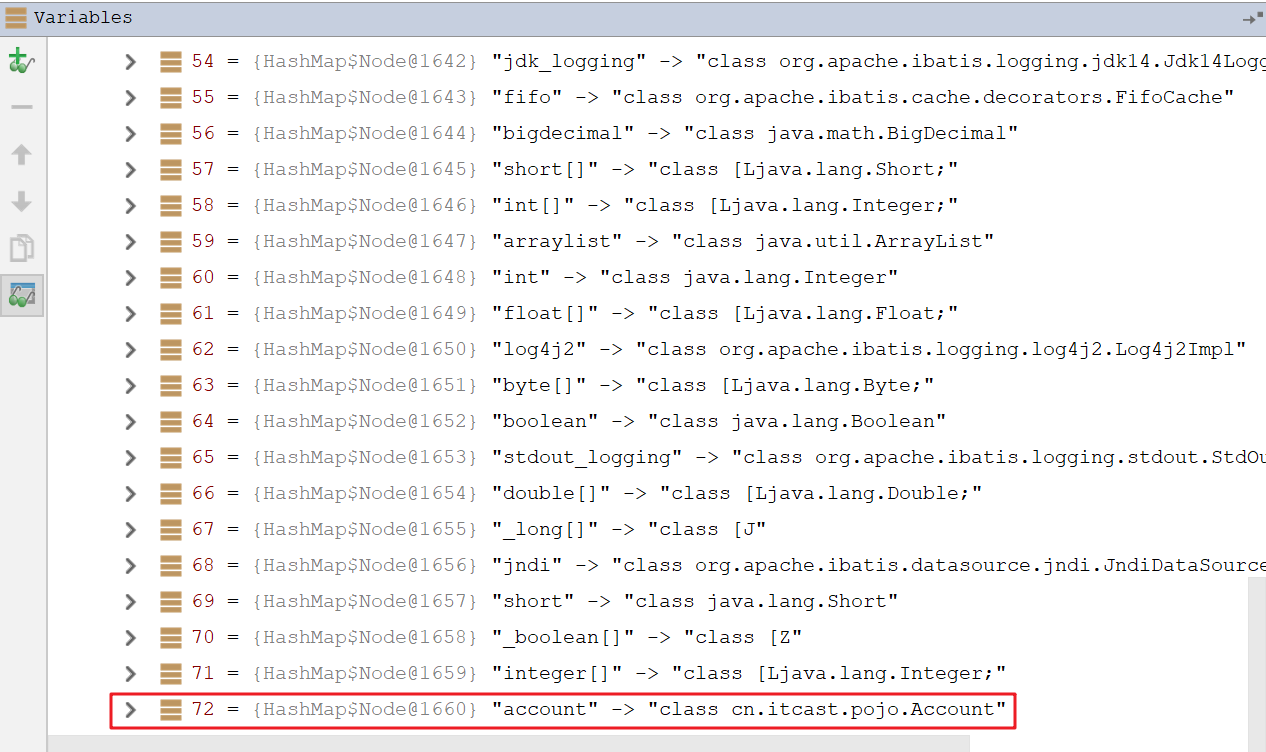 Variables
54 = {HashMap$Node@1642} "jdk_logging" -> "class org.apache.ibatis.logging.jdk14.Jdk14Logg
55 = {HashMap$Node@1643} "fifo" -> "class org.apache.ibatis.cache.decorators.FifoCache"
56 = {HashMap$Node@1644} "bigdecimal" -> "class java.math.BigDecimal"
57 = {HashMap$Node@1645} "short[]" -> "class [Ljava.lang.Short;"
58 = {HashMap$Node@1646} "int[]" -> "class [Ljava.lang.Integer;"
59 = {HashMap$Node@1647} "arraylist" -> "class java.util.ArrayList"
60 = {HashMap$Node@1648} "int" -> "class java.lang.Integer"
61 = {HashMap$Node@1649} "float[]" -> "class [Ljava.lang.Float;"
62 = {HashMap$Node@1650} "log4j2" -> "class org.apache.ibatis.logging.log4j2.Log4j2Impl"
63 = {HashMap$Node@1651} "byte[]" -> "class [Ljava.lang.Byte;"
64 = {HashMap$Node@1652} "boolean" -> "class java.lang.Boolean"
65 = {HashMap$Node@1653} "stdout_logging" -> "class org.apache.ibatis.logging.stdout.StdOu
66 = {HashMap$Node@1654} "double[]" -> "class [Ljava.lang.Double;"
67 = {HashMap$Node@1655} "_long[]" -> "class [J"
68 = {HashMap$Node@1656} "jndi" -> "class org.apache.ibatis.datasource.jndi.JndiDataSource
69 = {HashMap$Node@1657} "short" -> "class java.lang.Short"
70 = {HashMap$Node@1658} "_boolean[]" -> "class [Z"
71 = {HashMap$Node@1659} "integer[]" -> "class [Ljava.lang.Integer;"
72 = {HashMap$Node@1660} "account" -> "class cn.itcast.pojo.Account"